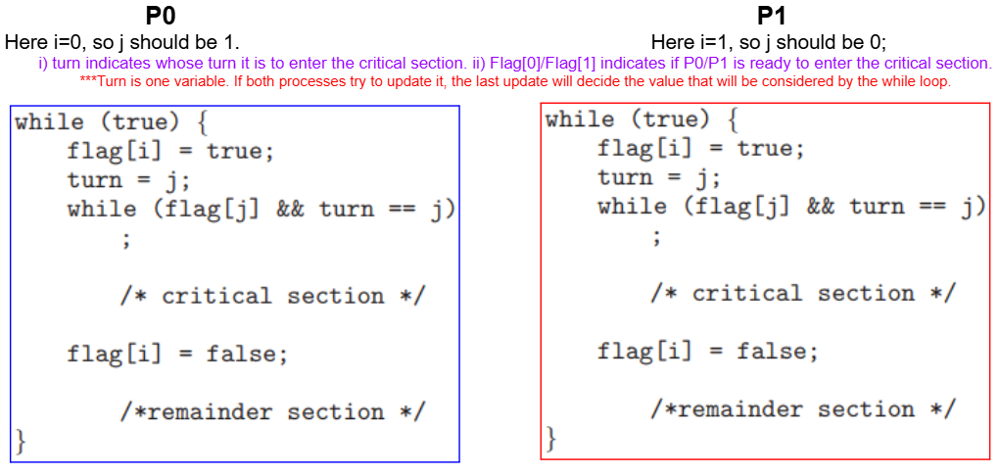 P0
Here i=0, so j should be 1.
P1
Here i=1, so j should be 0;
i) turn indicates whose turn it is to enter the critical section. ii) Flag[0]/Flag[1] indicates if P0/P1 is ready to enter the critical section.
***Turn is one variable. If both processes try to update it, the last update will decide the value that will be considered by the while loop.
while (true) {
flag[i] = true;
turn = j;
while (flag[j] && turn == j)
;
/* critical section */
flag[i] = false;
/*remainder section */
}
while (true) {
flag[i] = true;
turn = j;
while (flag[j] && turn == j)
;
/* critical section */
flag[i] = false;
/*remainder section */
}